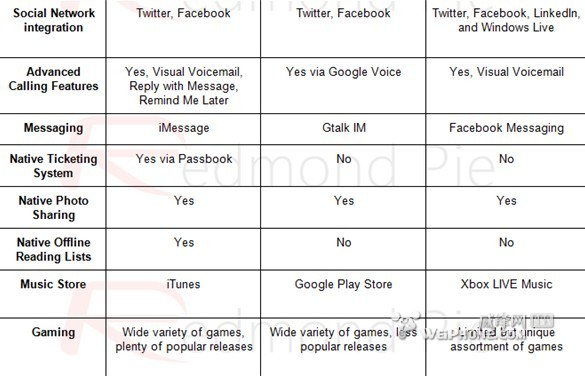 Social Network
integration
Twitter, Facebook
Twitter, Facebook
Twitter, Facebook, LinkedIn,
and Windows Live
Advanced
Calling Features
Yes, Visual Voicemail,
Reply with Message,
Remind Me Later
Yes via Google Voice
Yes, Visual Voicemail
Messaging
iMessage
Gtalk IM
Facebook Messaging
Native Ticketing
System
Yes via Passbook
No
No
Redmond Pie
Native Photo
Sharing
Yes
Yes
Yes
Native Offline
Reading Lists
Yes
No
No
Music Store
iTunes
Google Play Store
Xbox LIVE Music
Gaming
Wide variety of games,
plenty of popular releases
Wide variety of games, less
popular releases
Limited but unique
assortment of games